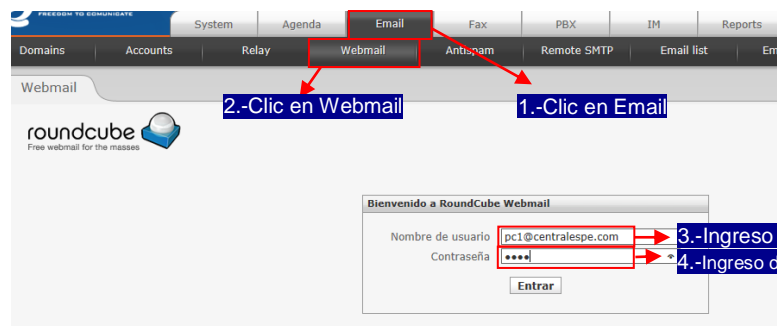 FREEDOM TO COMMUNICATE
System Agenda Email Fax PBX IM Reports
Domains Accounts Relay Webmail Antispam Remote SMTP Email list Em
Webmail
2.-Clic en Webmail
1.-Clic en Email
roundcube
Free webmail for the masses
Bienvenido a RoundCube Webmail
Nombre de usuario pc1@centralespe.com
3.-Ingreso
Contraseña ••••
4.-Ingreso d
Entrar